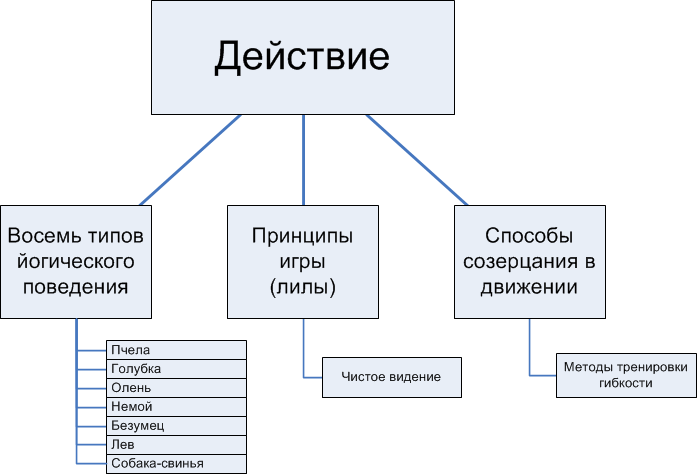 Действие
Восемь типов
йогического
поведения
Принципы
игры
(лилы)
Способы
созерцания в
движении
Пчела
Голубка
Олень
Немой
Безумец
Лев
Собака-свинья
Чистое видение
Методы тренировки
гибкости